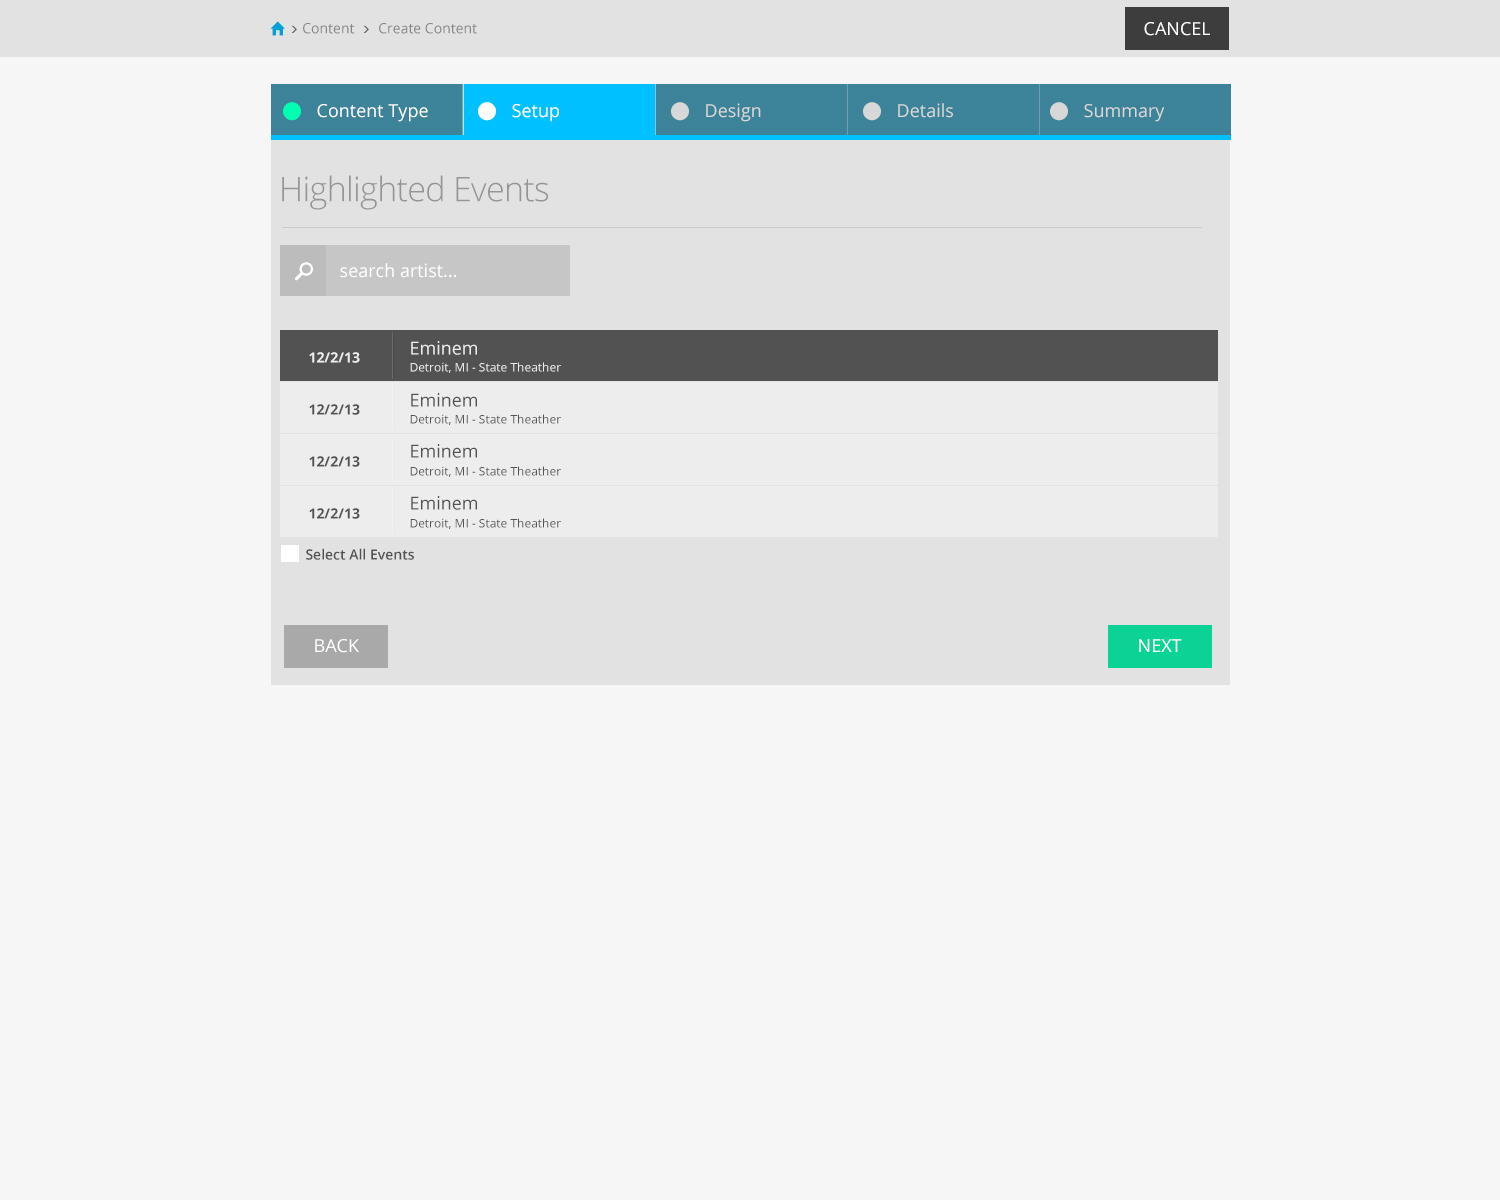 Content > Create Content
CANCEL
Content Type
Setup
Design
Details
Summary
Highlighted Events
search artist...
12/2/13
Eminem
Detroit, MI - State Theather
12/2/13
Eminem
Detroit, MI - State Theather
12/2/13
Eminem
Detroit, MI - State Theather
12/2/13
Eminem
Detroit, MI - State Theather
Select All Events
BACK
NEXT